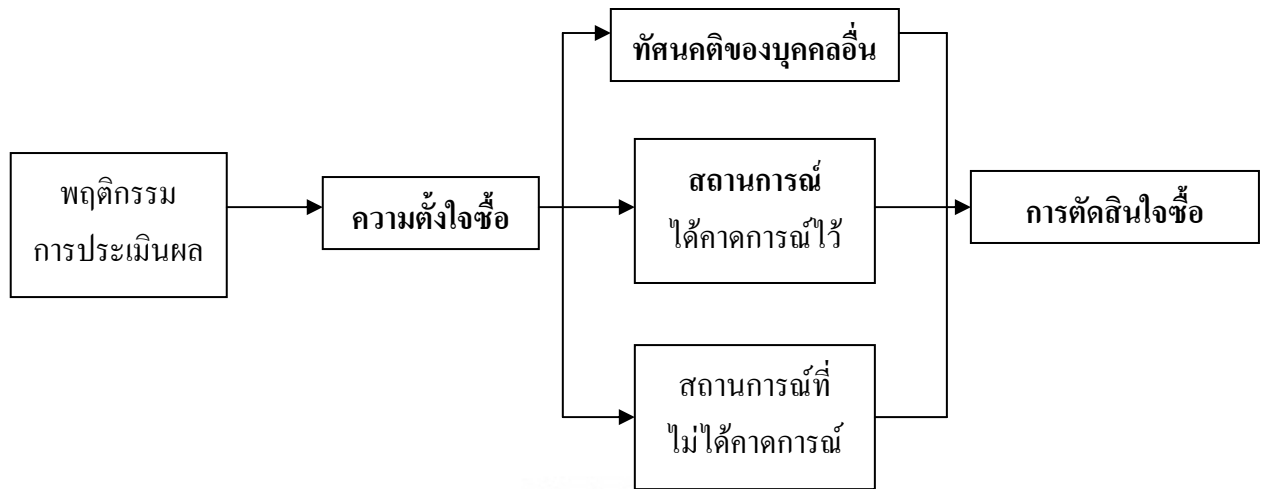 พฤติกรรม
การประเมินผล
ความตั้งใจซื้อ
ทัศนคติของบุคคลอื่น
สถานการณ์
ได้คาดการณ์ไว้
สถานการณ์ที่
ไม่ได้คาดการณ์
การตัดสินใจซื้อ